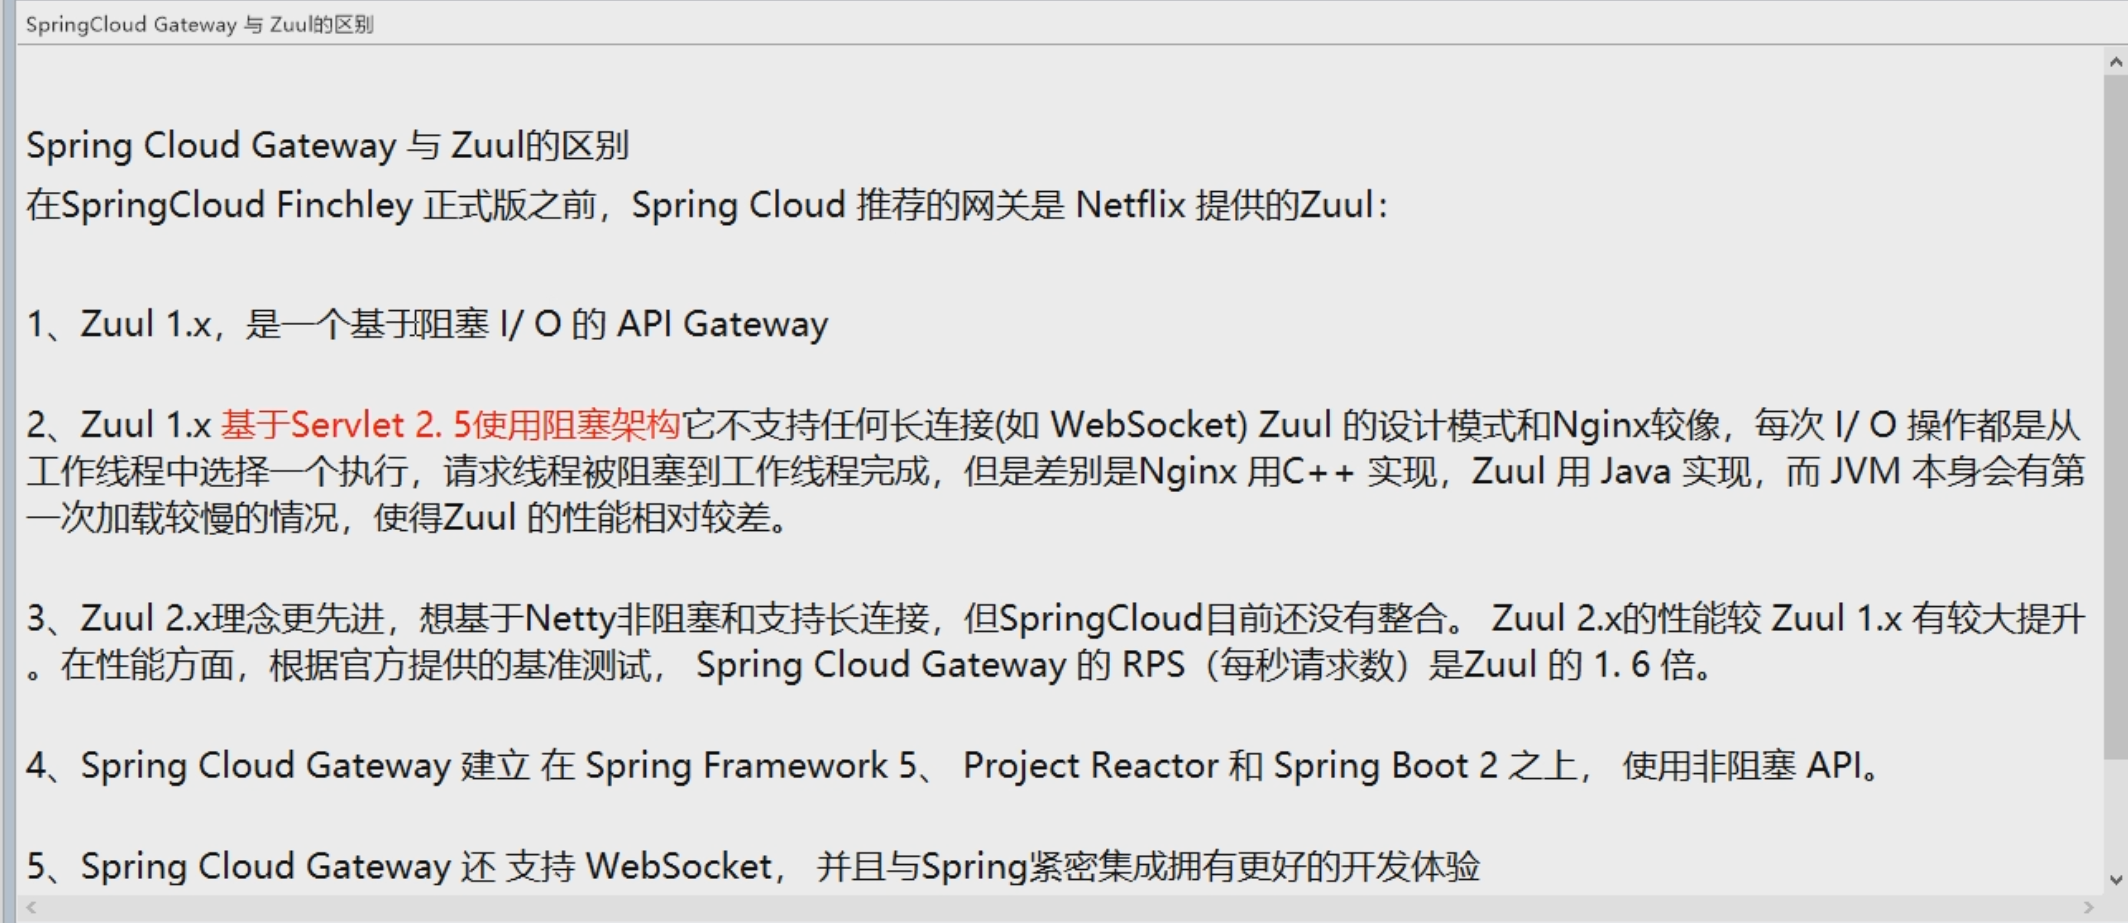 SpringCloud Gateway 与 Zuul的区别
Spring Cloud Gateway 与 Zuul的区别
在SpringCloud Finchley 正式版之前，Spring Cloud 推荐的网关是 Netflix 提供的Zuul：
1、Zuul 1.x，是一个基于阻塞 I/ O 的 API Gateway
2、Zuul 1.x 基于Servlet 2. 5使用阻塞架构它不支持任何长连接(如 WebSocket) Zuul 的设计模式和Nginx较像，每次 I/ O 操作都是从
工作线程中选择一个执行，请求线程被阻塞到工作线程完成，但是差别是Nginx 用C++ 实现，Zuul 用 Java 实现，而 JVM 本身会有第
一次加载较慢的情况，使得Zuul 的性能相对较差。
3、Zuul 2.x理念更先进，想基于Netty非阻塞和支持长连接，但SpringCloud目前还没有整合。 Zuul 2.x的性能较 Zuul 1.x 有较大提升
。在性能方面，根据官方提供的基准测试， Spring Cloud Gateway 的 RPS（每秒请求数）是Zuul 的 1. 6 倍。
4、Spring Cloud Gateway 建立 在 Spring Framework 5、 Project Reactor 和 Spring Boot 2 之上， 使用非阻塞 API。
5、Spring Cloud Gateway 还 支持 WebSocket， 并且与Spring紧密集成拥有更好的开发体验